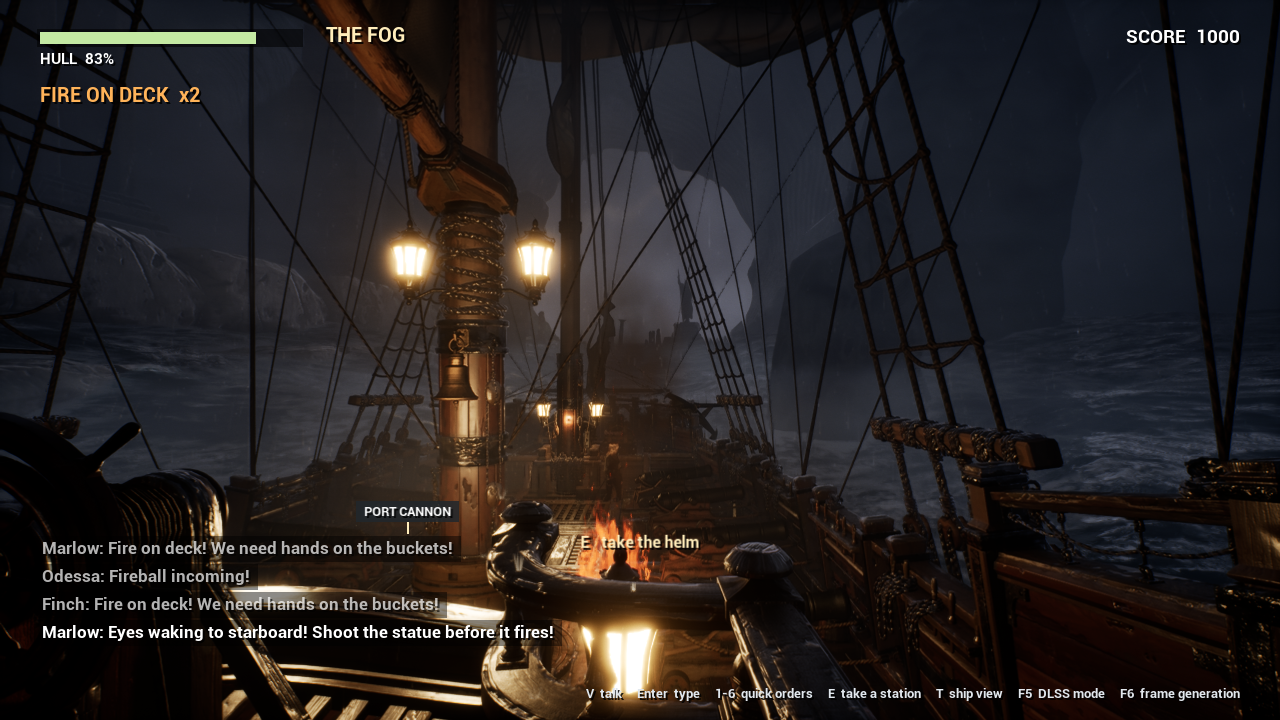 THE FOG
SCORE 1000
HULL 83%
FIRE ON DECK x2
PORT CANNON
E take the helm
Marlow: Fire on deck! We need hands on the buckets!
Odessa: Fireball incoming!
Finch: Fire on deck! We need hands on the buckets!
Marlow: Eyes waking to starboard! Shoot the statue before it fires!
V talk Enter type 1-6 quick orders E take a station T ship view F5 DLSS mode F6 frame generation